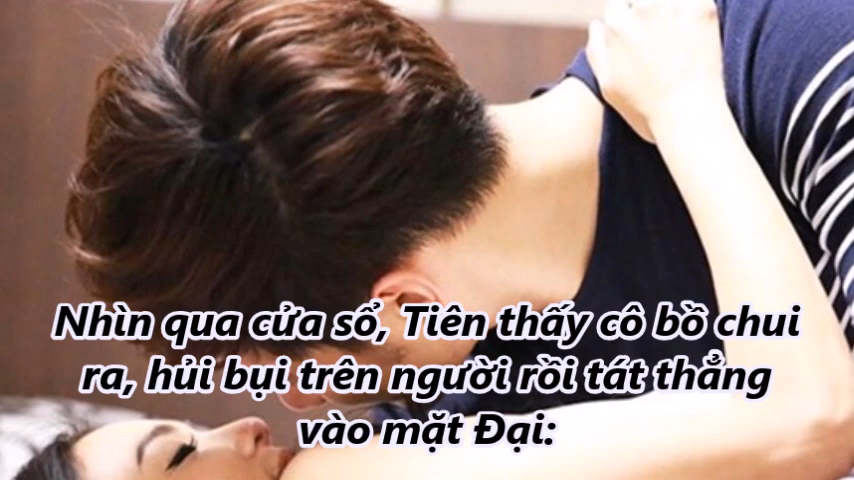 Nhìn qua cửa sổ, Tiên thấy cô bồ chui
ra, hủi bụi trên người rồi tát thẳng
vào mặt Đại: